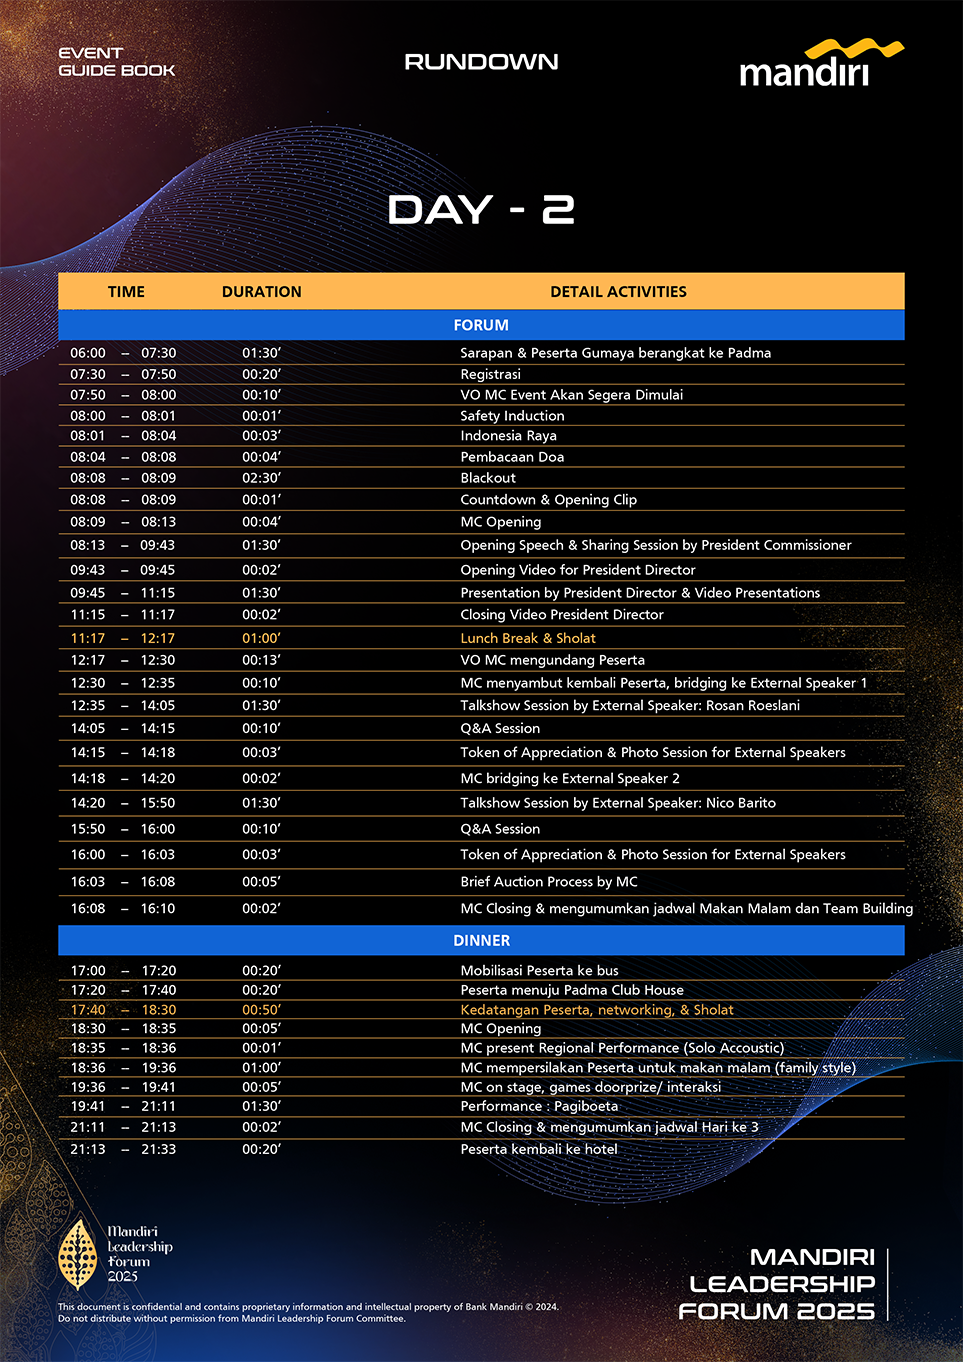 EVENT
GUIDE BOOK
RUNDOWN
mandiri
DAY - 2
TIME DURATION DETAIL ACTIVITIES
FORUM
06:00 – 07:30 01:30’ Sarapan & Peserta Gumaya berangkat ke Padma
07:30 – 07:50 00:20’ Registrasi
07:50 – 08:00 00:10’ VO MC Event Akan Segera Dimulai
08:00 – 08:01 00:01’ Safety Induction
08:01 – 08:04 00:03’ Indonesia Raya
08:04 – 08:08 00:04’ Pembacaan Doa
08:08 – 08:09 02:30’ Blackout
08:08 – 08:09 00:01’ Countdown & Opening Clip
08:09 – 08:13 00:04’ MC Opening
08:13 – 09:43 01:30’ Opening Speech & Sharing Session by President Commissioner
09:43 – 09:45 00:02’ Opening Video for President Director
09:45 – 11:15 01:30’ Presentation by President Director & Video Presentations
11:15 – 11:17 00:02’ Closing Video President Director
11:17 – 12:17 01:00’ Lunch Break & Sholat
12:17 – 12:30 00:13’ VO MC mengundang Peserta
12:30 – 12:35 00:10’ MC menyambut kembali Peserta, bridging ke External Speaker 1
12:35 – 14:05 01:30’ Talkshow Session by External Speaker: Rosan Roeslani
14:05 – 14:15 00:10’ Q&A Session
14:15 – 14:18 00:03’ Token of Appreciation & Photo Session for External Speakers
14:18 – 14:20 00:02’ MC bridging ke External Speaker 2
14:20 – 15:50 01:30’ Talkshow Session by External Speaker: Nico Barito
15:50 – 16:00 00:10’ Q&A Session
16:00 – 16:03 00:03’ Token of Appreciation & Photo Session for External Speakers
16:03 – 16:08 00:05’ Brief Auction Process by MC
16:08 – 16:10 00:02’ MC Closing & mengumumkan jadwal Makan Malam dan Team Building
DINNER
17:00 – 17:20 00:20’ Mobilisasi Peserta ke bus
17:20 – 17:40 00:20’ Peserta menuju Padma Club House
17:40 – 18:30 00:50’ Kedatangan Peserta, networking, & Sholat
18:30 – 18:35 00:05’ MC Opening
18:35 – 18:36 00:01’ MC present Regional Performance (Solo Accoustic)
18:36 – 19:36 01:00’ MC mempersilakan Peserta untuk makan malam (family style)
19:36 – 19:41 00:05’ MC on stage, games doorprize/ interaksi
19:41 – 21:11 01:30’ Performance : Pagiboeta
21:11 – 21:13 00:02’ MC Closing & mengumumkan jadwal Hari ke 3
21:13 – 21:33 00:20’ Peserta kembali ke hotel
Mandiri
Leadership
Forum
2025
This document is confidential and contains proprietary information and intellectual property of Bank Mandiri © 2024.
Do not distribute without permission from Mandiri Leadership Forum Committee.
MANDIRI
LEADERSHIP
FORUM 2025